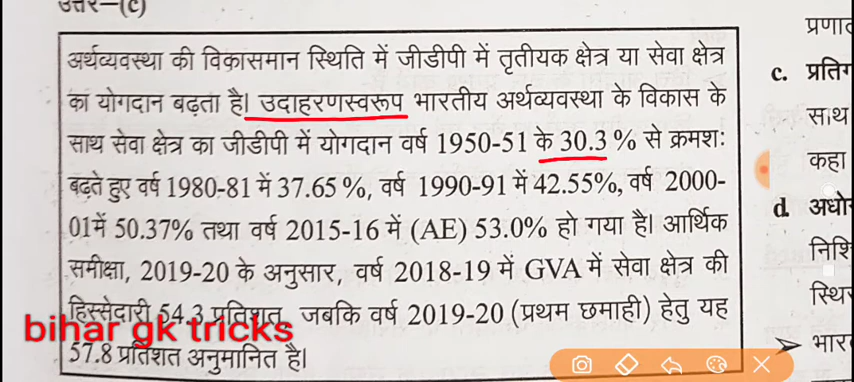 उत्तर–(c)
अर्थव्यवस्था की विकासमान स्थिति में जीडीपी में तृतीयक क्षेत्र या सेवा क्षेत्र
का योगदान बढ़ता है। उदाहरणस्वरूप भारतीय अर्थव्यवस्था के विकास के
साथ सेवा क्षेत्र का जीडीपी में योगदान वर्ष 1950-51 के 30.3 % से क्रमशः
बढ़ते हुए वर्ष 1980-81 में 37.65 %, वर्ष 1990-91 में 42.55%, वर्ष 2000-
01में 50.37% तथा वर्ष 2015-16 में (AE) 53.0% हो गया है। आर्थिक
समीक्षा, 2019-20 के अनुसार, वर्ष 2018-19 में GVA में सेवा क्षेत्र की
हिस्सेदारी 54.3 प्रतिशत, जबकि वर्ष 2019-20 (प्रथम छमाही) हेतु यह
57.8 प्रतिशत अनुमानित है।
bihar gk tricks
c.
साथ
कहा
d.